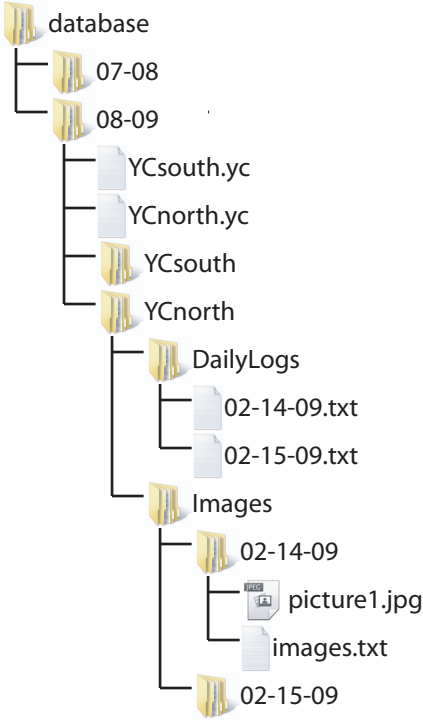 database
07-08
08-09
YCsouth.yc
YCnorth.yc
YCsouth
YCnorth
DailyLogs
02-14-09.txt
02-15-09.txt
Images
02-14-09
JPEG
picture1.jpg
images.txt
02-15-09